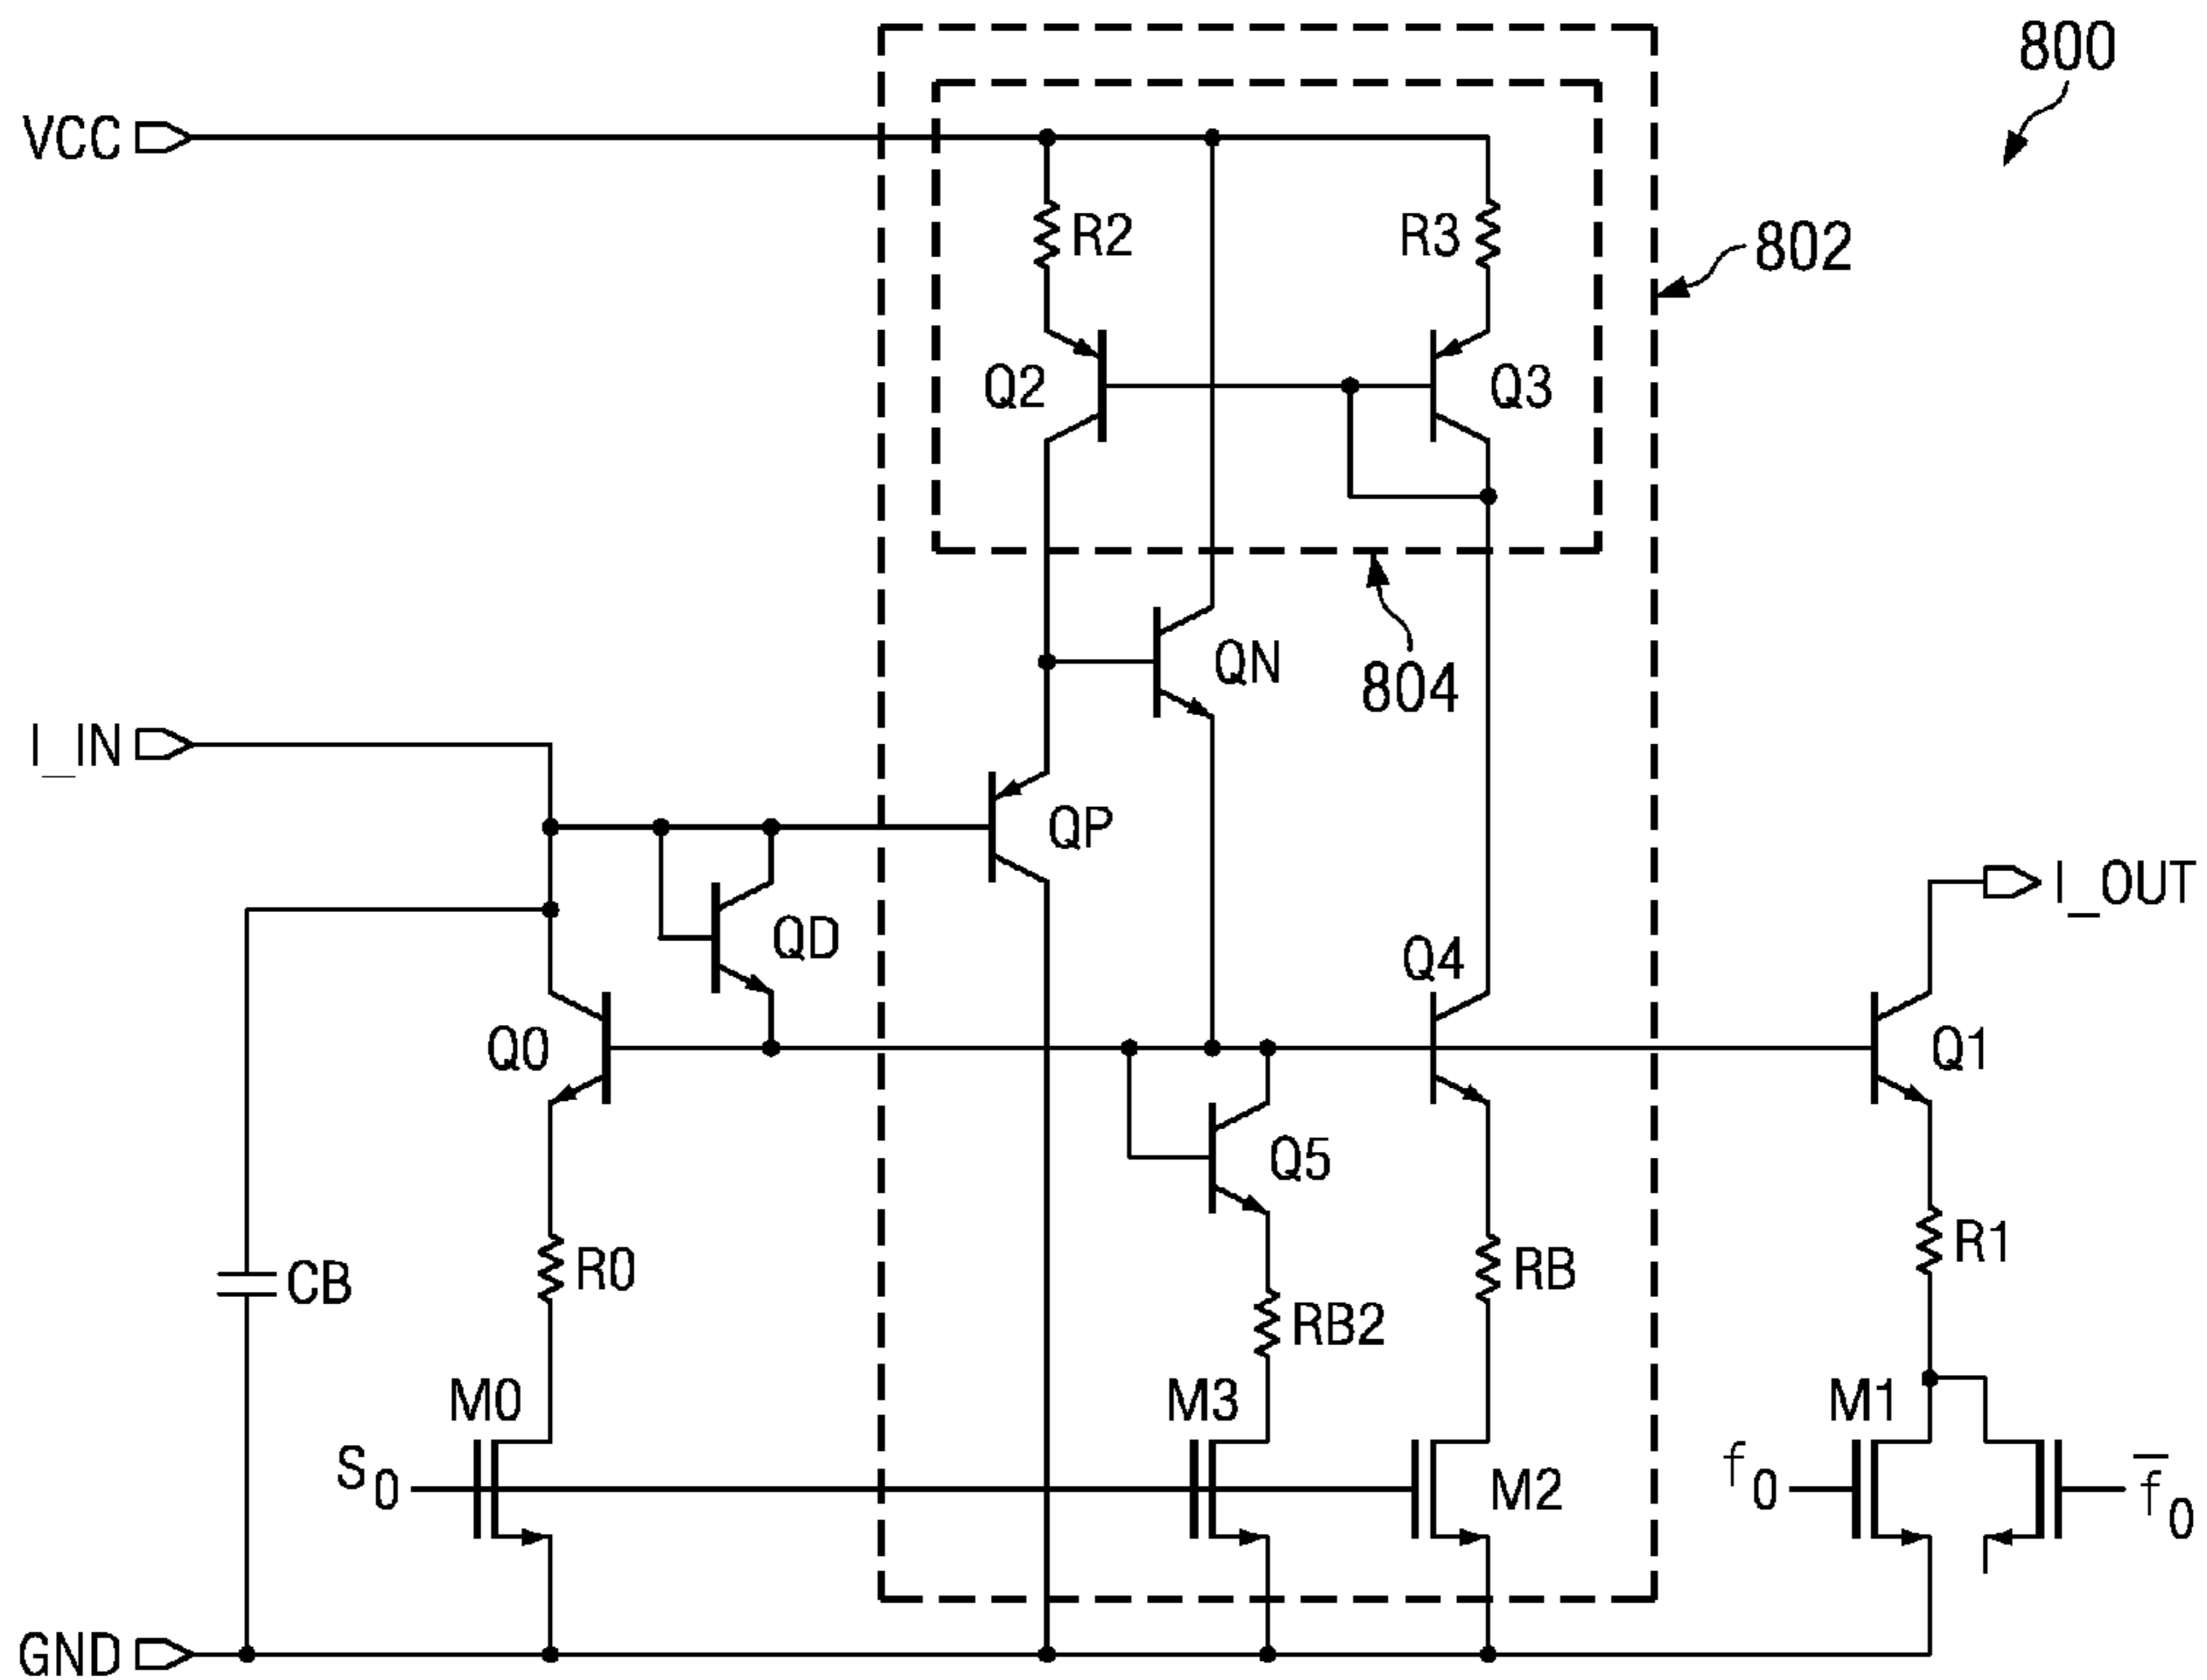 800
VCC
R2
R3
802
Q2
Q3
QN
804
I_IN
QP
I_OUT
QD
Q4
Q0
Q1
Q5
R1
R0
RB
CB
RB2
M0
M3
M1
S0
M2
f0
f̅0
GND